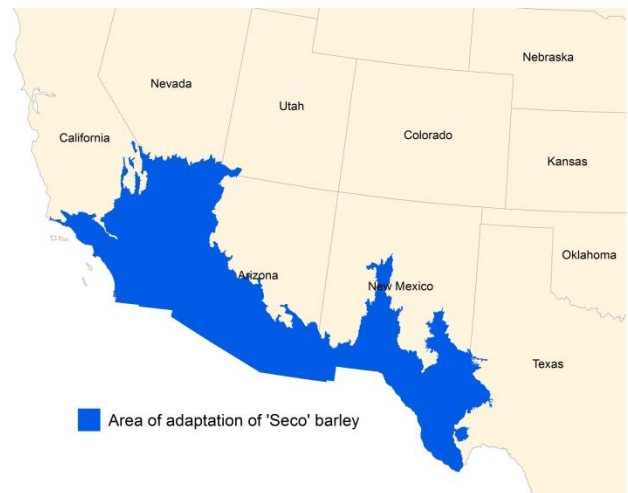 Nebraska
Nevada
Utah
Colorado
California
Kansas
Oklahoma
Arizona
New Mexico
Texas
Area of adaptation of 'Seco' barley